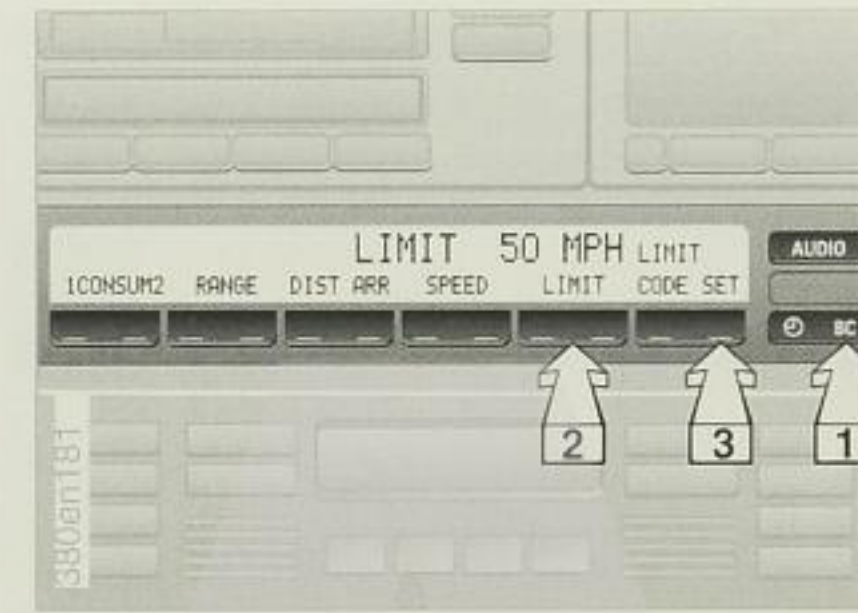 LIMIT 50 MPH LIMIT
1CONSUM2 RANGE DIST ARR SPEED LIMIT CODE SET
AUDIO
BC
2 3 1
380en181